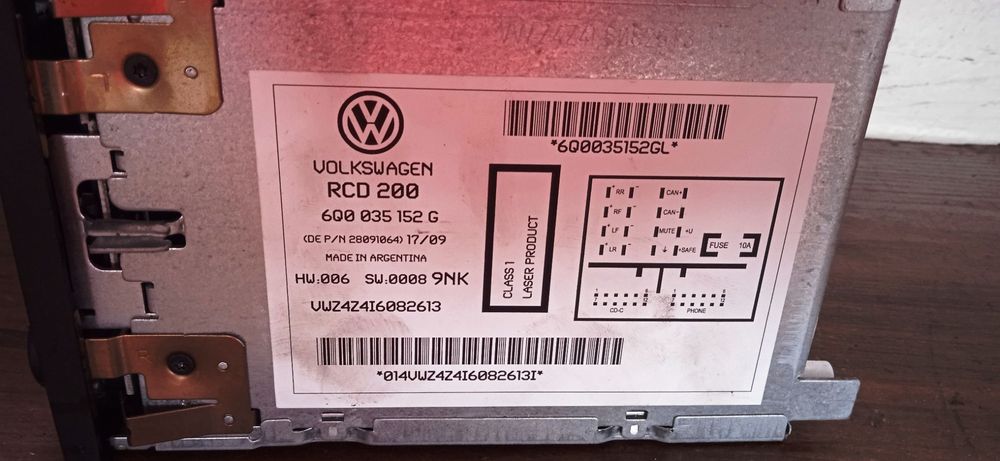 VOLKSWAGEN
RCD 200
6Q0 035 152 G
(DE P/N 28091064) 17/09
MADE IN ARGENTINA
HW:006 SW:0008 9NK
VWZ4Z4I6082613
*6Q0035152GL*
CLASS 1
LASER PRODUCT
+ RR - CAN+
+ RF - CAN-
+ LF - MUTE +U
+ LR - +SAFE
FUSE 10A
CD-C PHONE
*014VWZ4Z4I6082613I*
L
R